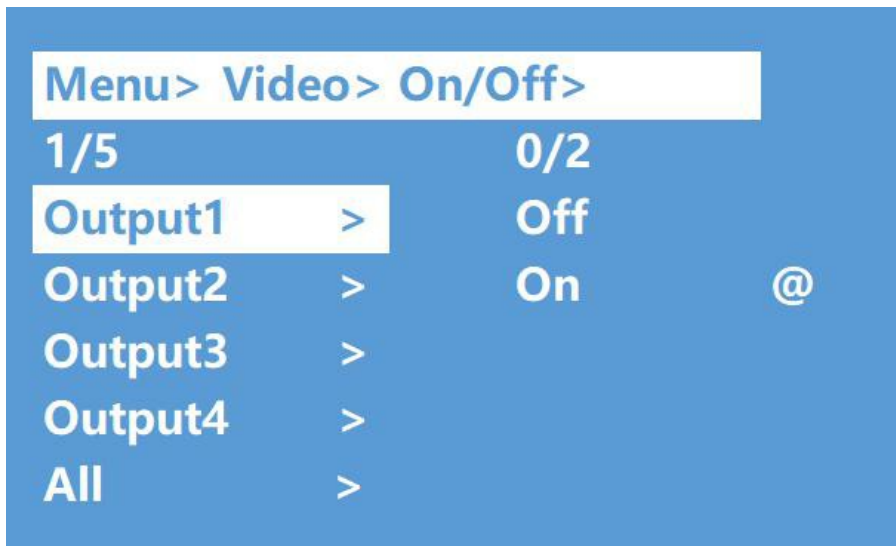 Menu> Video> On/Off>
1/5 0/2
Output1 > Off
Output2 > On @
Output3 >
Output4 >
All >